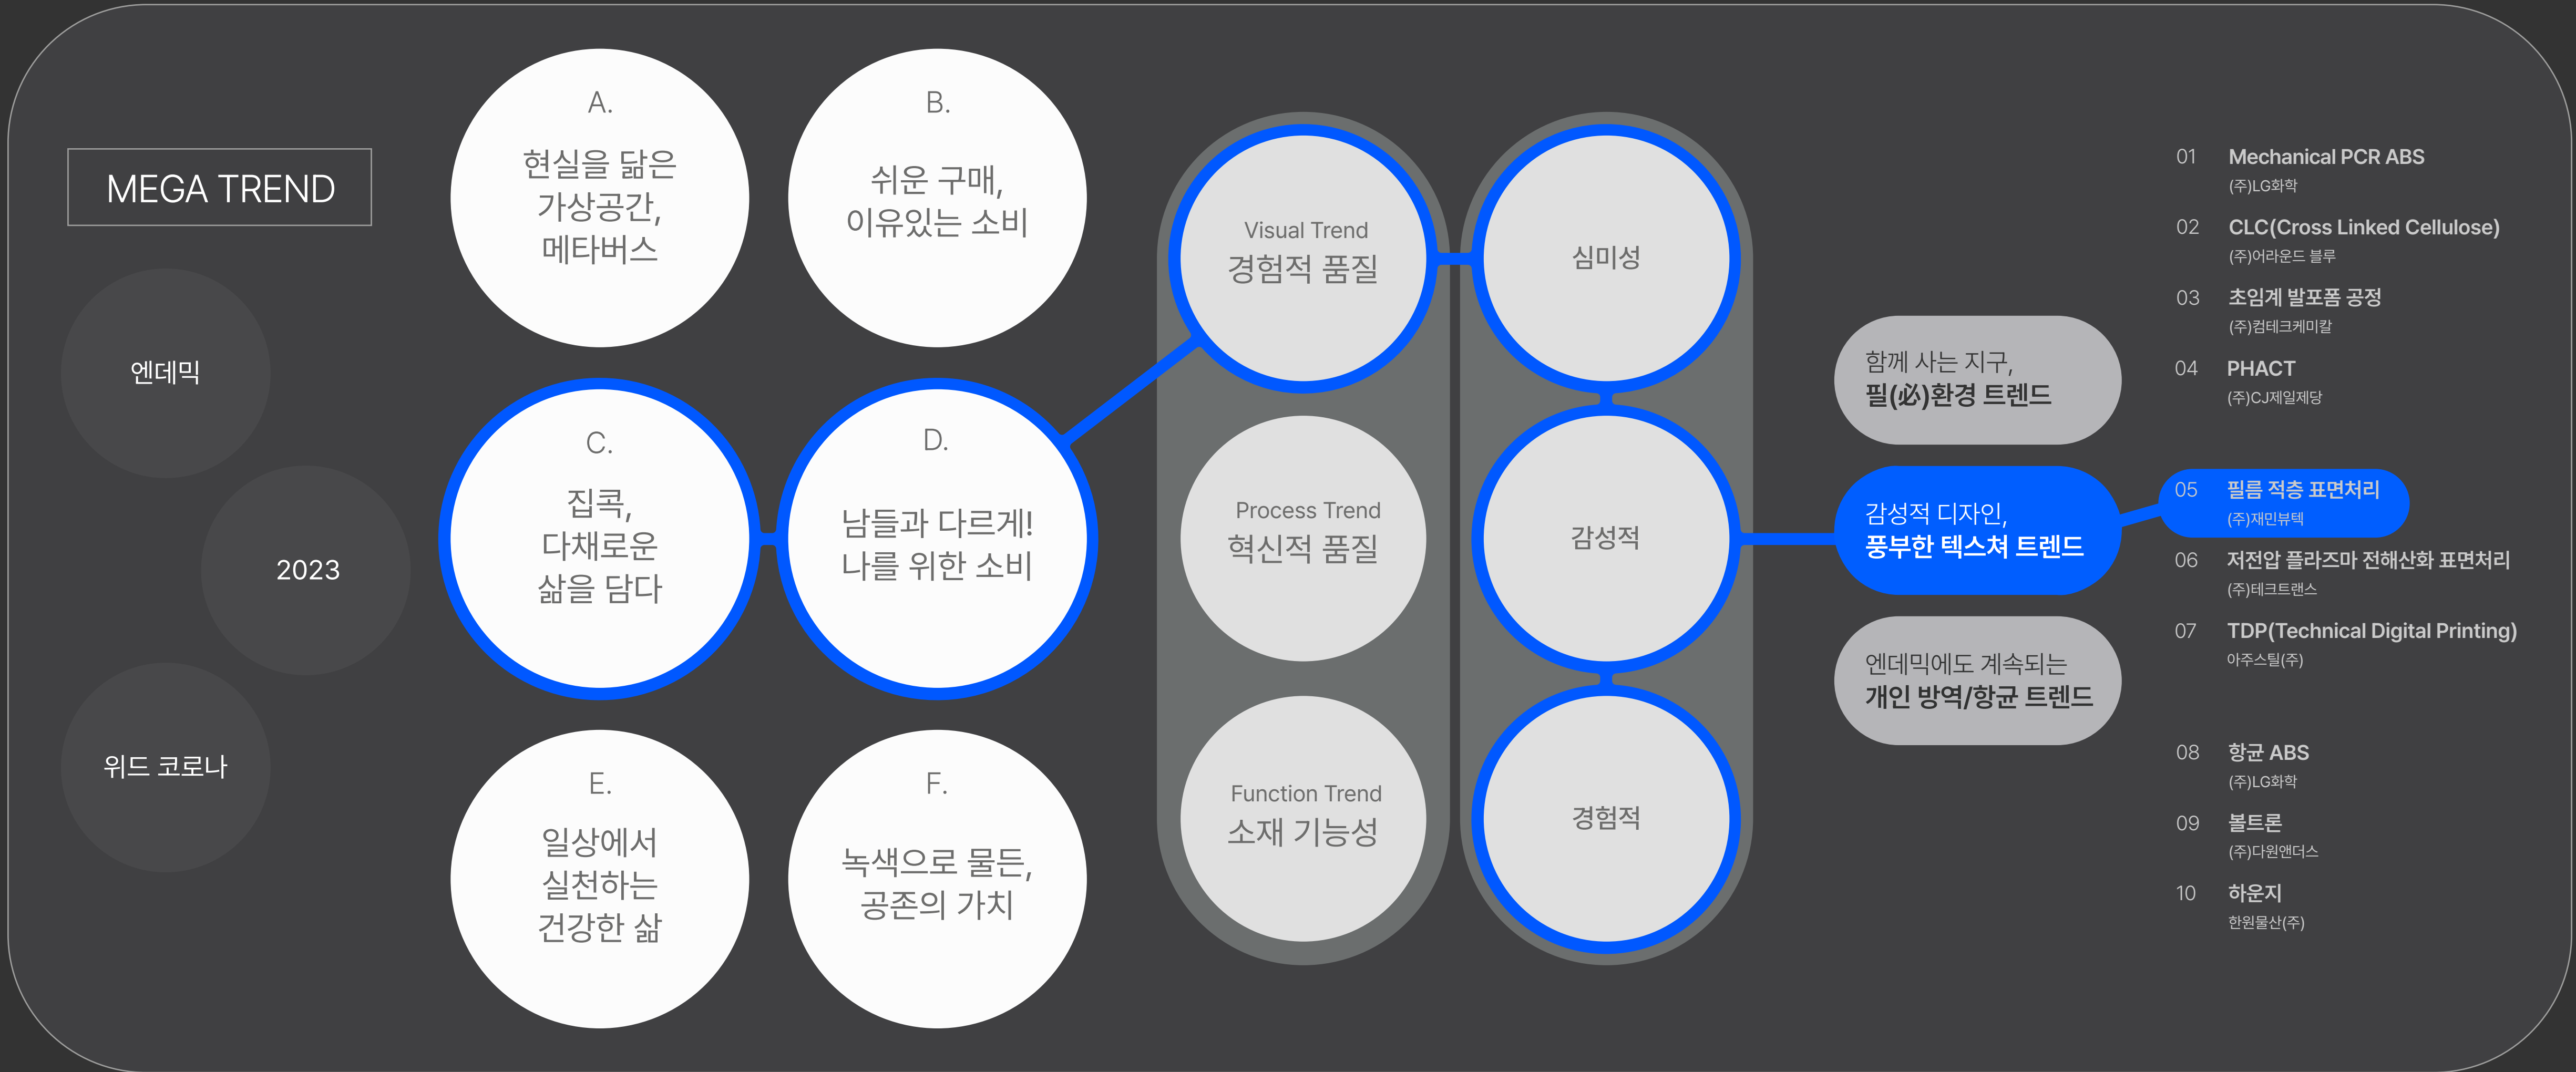 MEGA TREND
엔데믹
2023
위드 코로나
A.
현실을 닮은
가상공간,
메타버스
B.
쉬운 구매,
이유있는 소비
C.
집콕,
다채로운
삶을 담다
D.
남들과 다르게!
나를 위한 소비
E.
일상에서
실천하는
건강한 삶
F.
녹색으로 물든,
공존의 가치
Visual Trend
경험적 품질
Process Trend
혁신적 품질
Function Trend
소재 기능성
심미성
감성적
경험적
함께 사는 지구,
필(必)환경 트렌드
감성적 디자인,
풍부한 텍스쳐 트렌드
엔데믹에도 계속되는
개인 방역/항균 트렌드
01 Mechanical PCR ABS
(주)LG화학
02 CLC(Cross Linked Cellulose)
(주)어라운드 블루
03 초임계 발포폼 공정
(주)컴테크케미칼
04 PHACT
(주)CJ제일제당
05 필름 적층 표면처리
(주)재민뷰텍
06 저전압 플라즈마 전해산화 표면처리
(주)테크트랜스
07 TDP(Technical Digital Printing)
아주스틸(주)
08 항균 ABS
(주)LG화학
09 볼트론
(주)다원앤더스
10 하운지
한원물산(주)